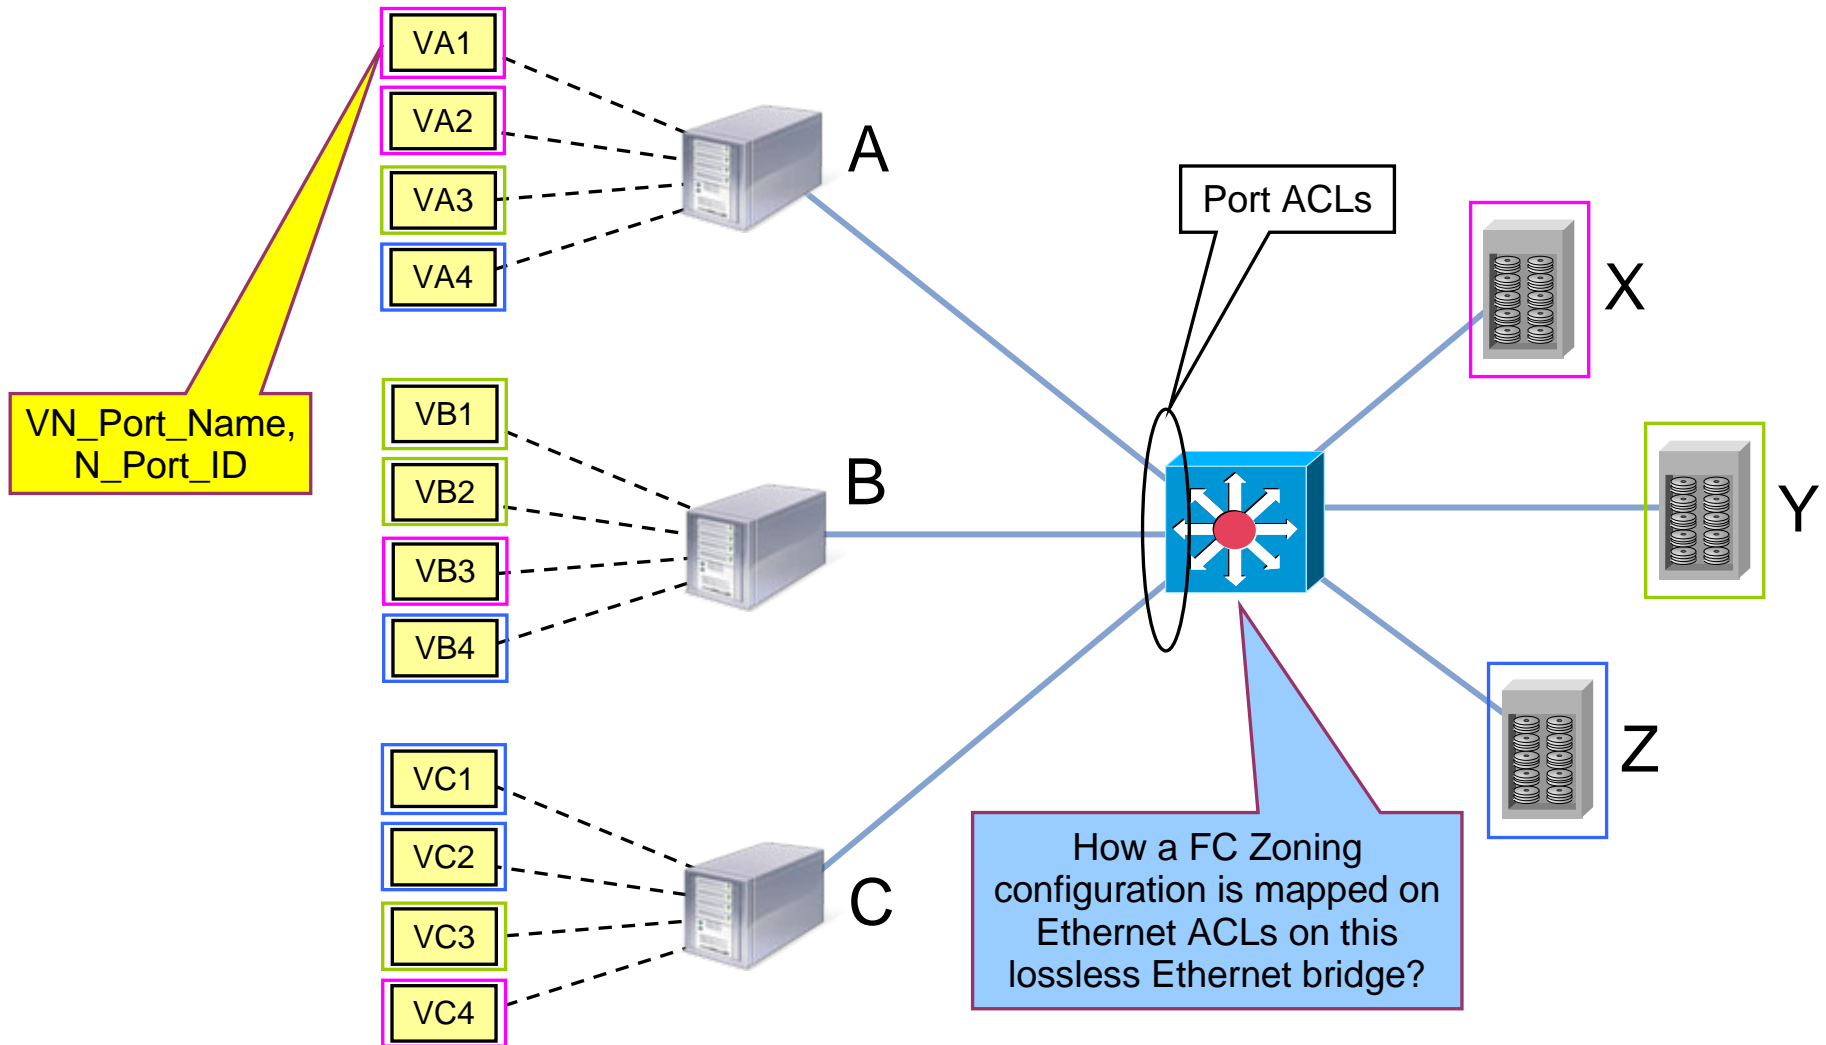 VA1
VA2
VA3
VA4
A
Port ACLs
X
VN_Port_Name,
N_Port_ID
VB1
VB2
VB3
VB4
B
Y
Z
VC1
VC2
VC3
VC4
C
How a FC Zoning
configuration is mapped on
Ethernet ACLs on this
lossless Ethernet bridge?